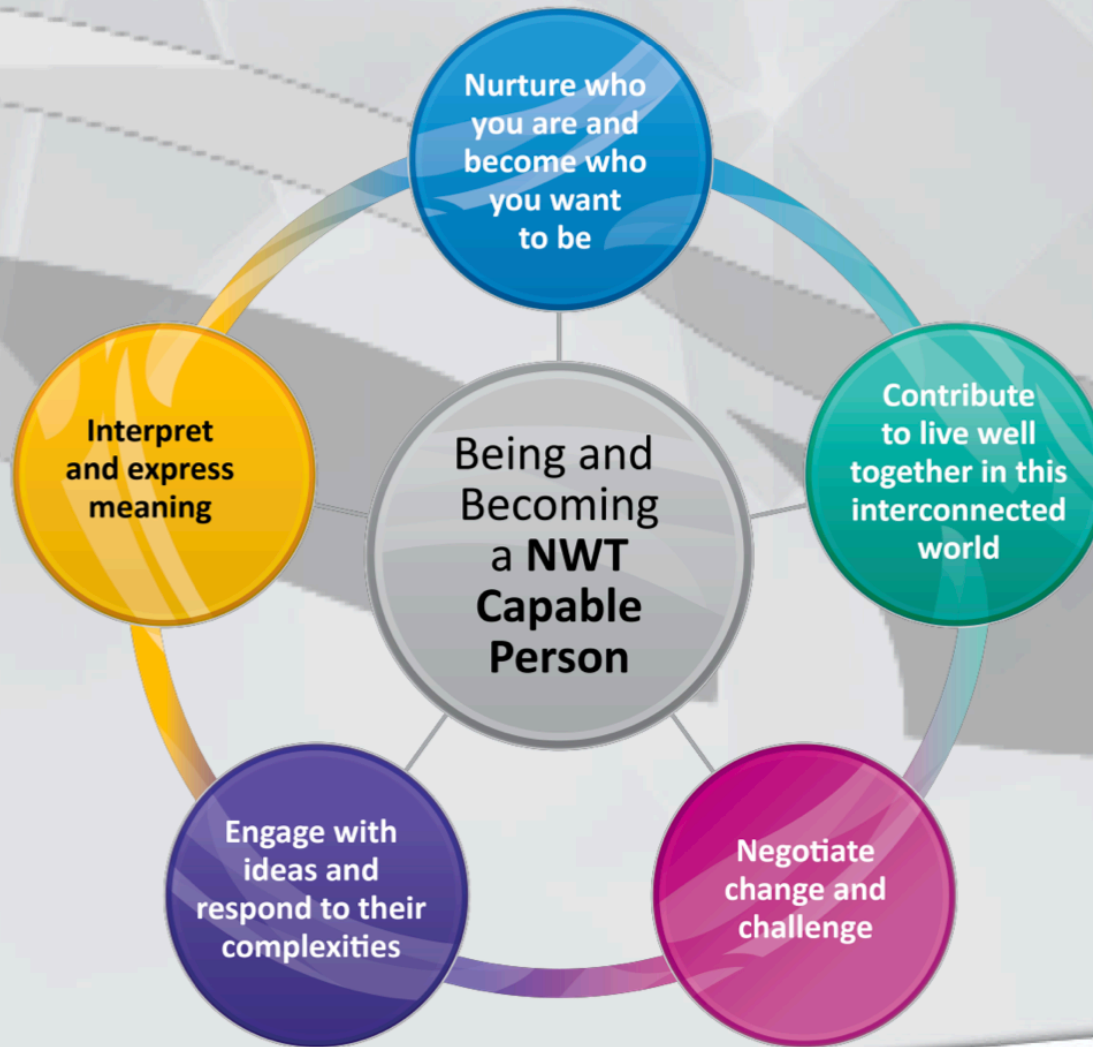 Nurture who
you are and
become who
you want
to be
Contribute
to live well
together in this
interconnected
world
Negotiate
change and
challenge
Engage with
ideas and
respond to their
complexities
Interpret
and express
meaning
Being and
Becoming
a NWT
Capable
Person